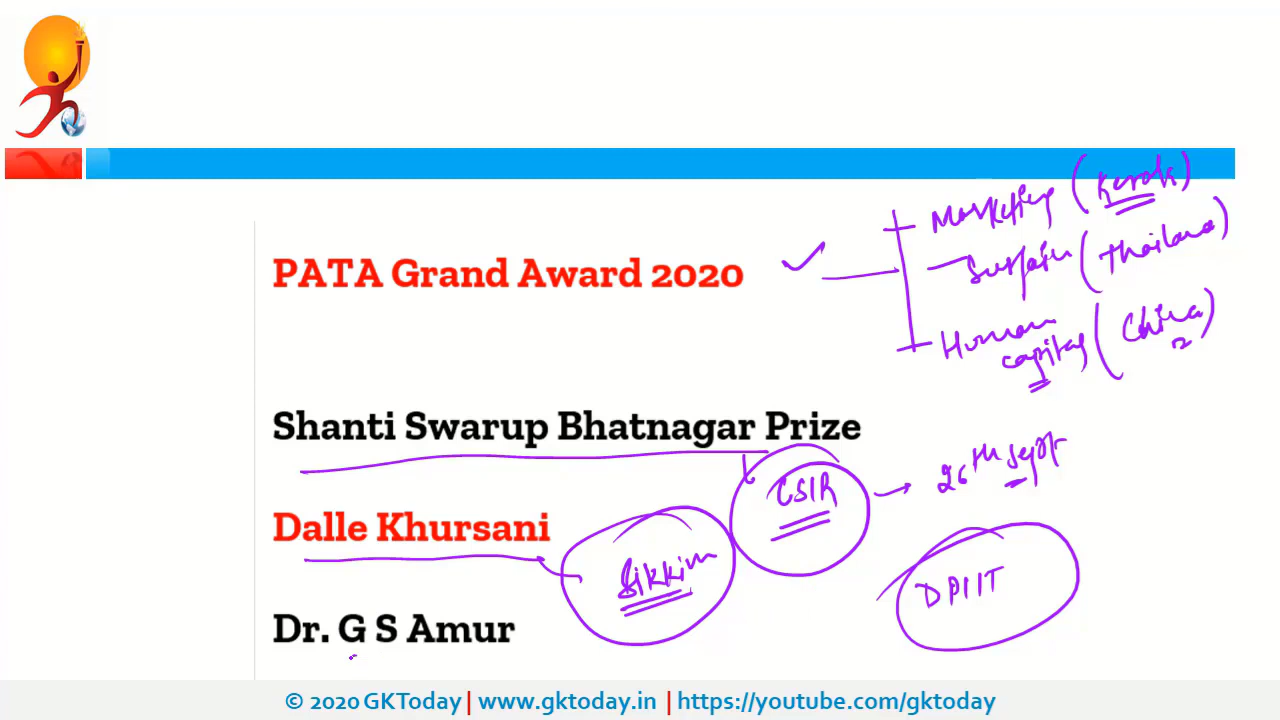 Marketing (Kerala)
PATA Grand Award 2020
Sustain (Thailand)
Human
capital (China)
Shanti Swarup Bhatnagar Prize
CSIR → 26th Sept
Dalle Khursani
Sikkim
DPIIT
Dr. G S Amur
© 2020 GKToday | www.gktoday.in | https://youtube.com/gktoday